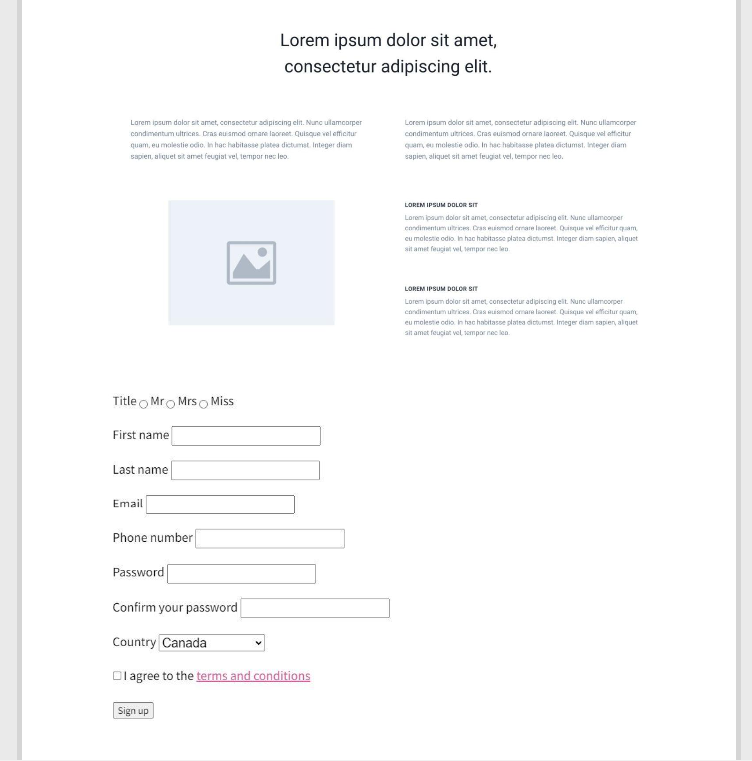 Lorem ipsum dolor sit amet,
consectetur adipiscing elit.
Lorem ipsum dolor sit amet, consectetur adipiscing elit. Nunc ullamcorper
condimentum ultrices. Cras euismod ornare laoreet. Quisque vel efficitur
quam, eu molestie odio. In hac habitasse platea dictumst. Integer diam
sapien, aliquet sit amet feugiat vel, tempor nec leo.
Lorem ipsum dolor sit amet, consectetur adipiscing elit. Nunc ullamcorper
condimentum ultrices. Cras euismod ornare laoreet. Quisque vel efficitur
quam, eu molestie odio. In hac habitasse platea dictumst. Integer diam
sapien, aliquet sit amet feugiat vel, tempor nec leo.
LOREM IPSUM DOLOR SIT
Lorem ipsum dolor sit amet, consectetur adipiscing elit. Nunc ullamcorper
condimentum ultrices. Cras euismod ornare laoreet. Quisque vel efficitur quam,
eu molestie odio. In hac habitasse platea dictumst. Integer diam sapien, aliquet
sit amet feugiat vel, tempor nec leo.
LOREM IPSUM DOLOR SIT
Lorem ipsum dolor sit amet, consectetur adipiscing elit. Nunc ullamcorper
condimentum ultrices. Cras euismod ornare laoreet. Quisque vel efficitur quam,
eu molestie odio. In hac habitasse platea dictumst. Integer diam sapien, aliquet
sit amet feugiat vel, tempor nec leo.
Title Mr Mrs Miss
First name
Last name
Email
Phone number
Password
Confirm your password
Country Canada
I agree to the terms and conditions
Sign up